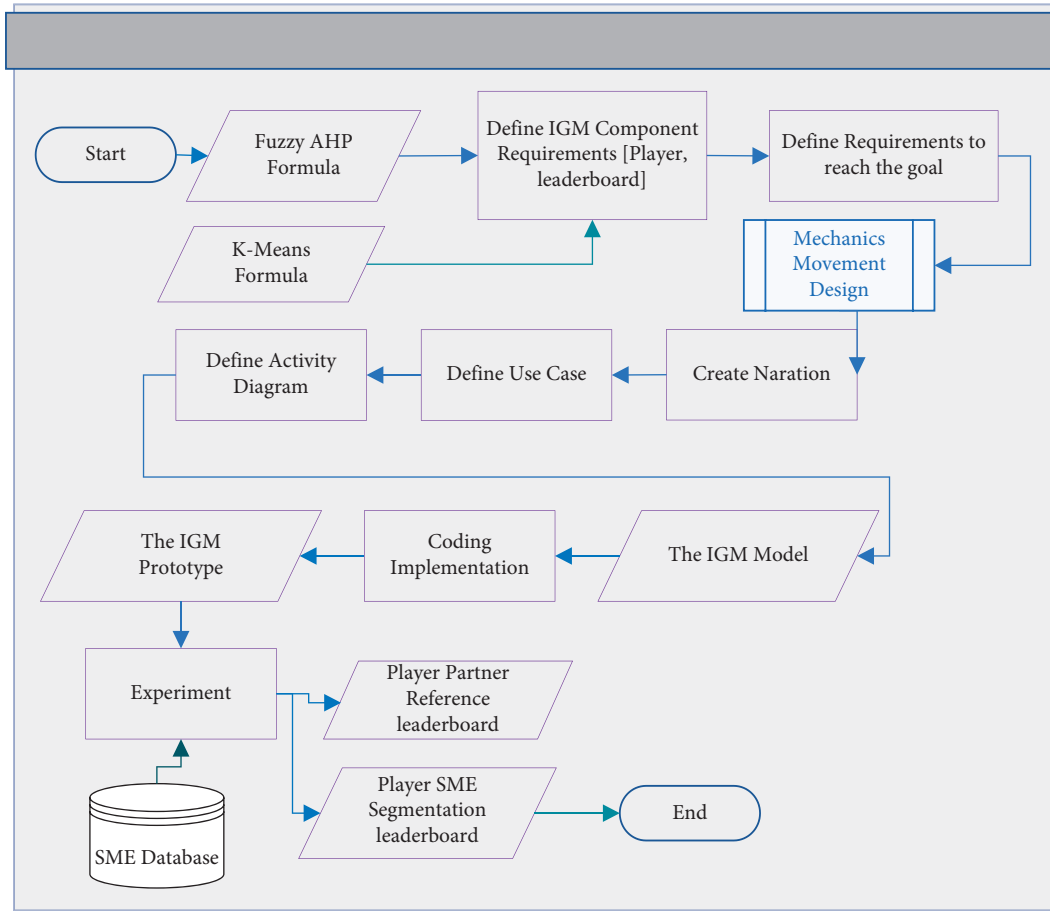 Start
Fuzzy AHP
Formula
Define IGM Component
Requirements [Player,
leaderboard]
Define Requirements to
reach the goal
K-Means
Formula
Mechanics
Movement
Design
Define Activity
Diagram
Define Use Case
Create Naration
The IGM
Prototype
Coding
Implementation
The IGM Model
Experiment
Player Partner
Reference
leaderboard
SME Database
Player SME
Segmentation
leaderboard
End